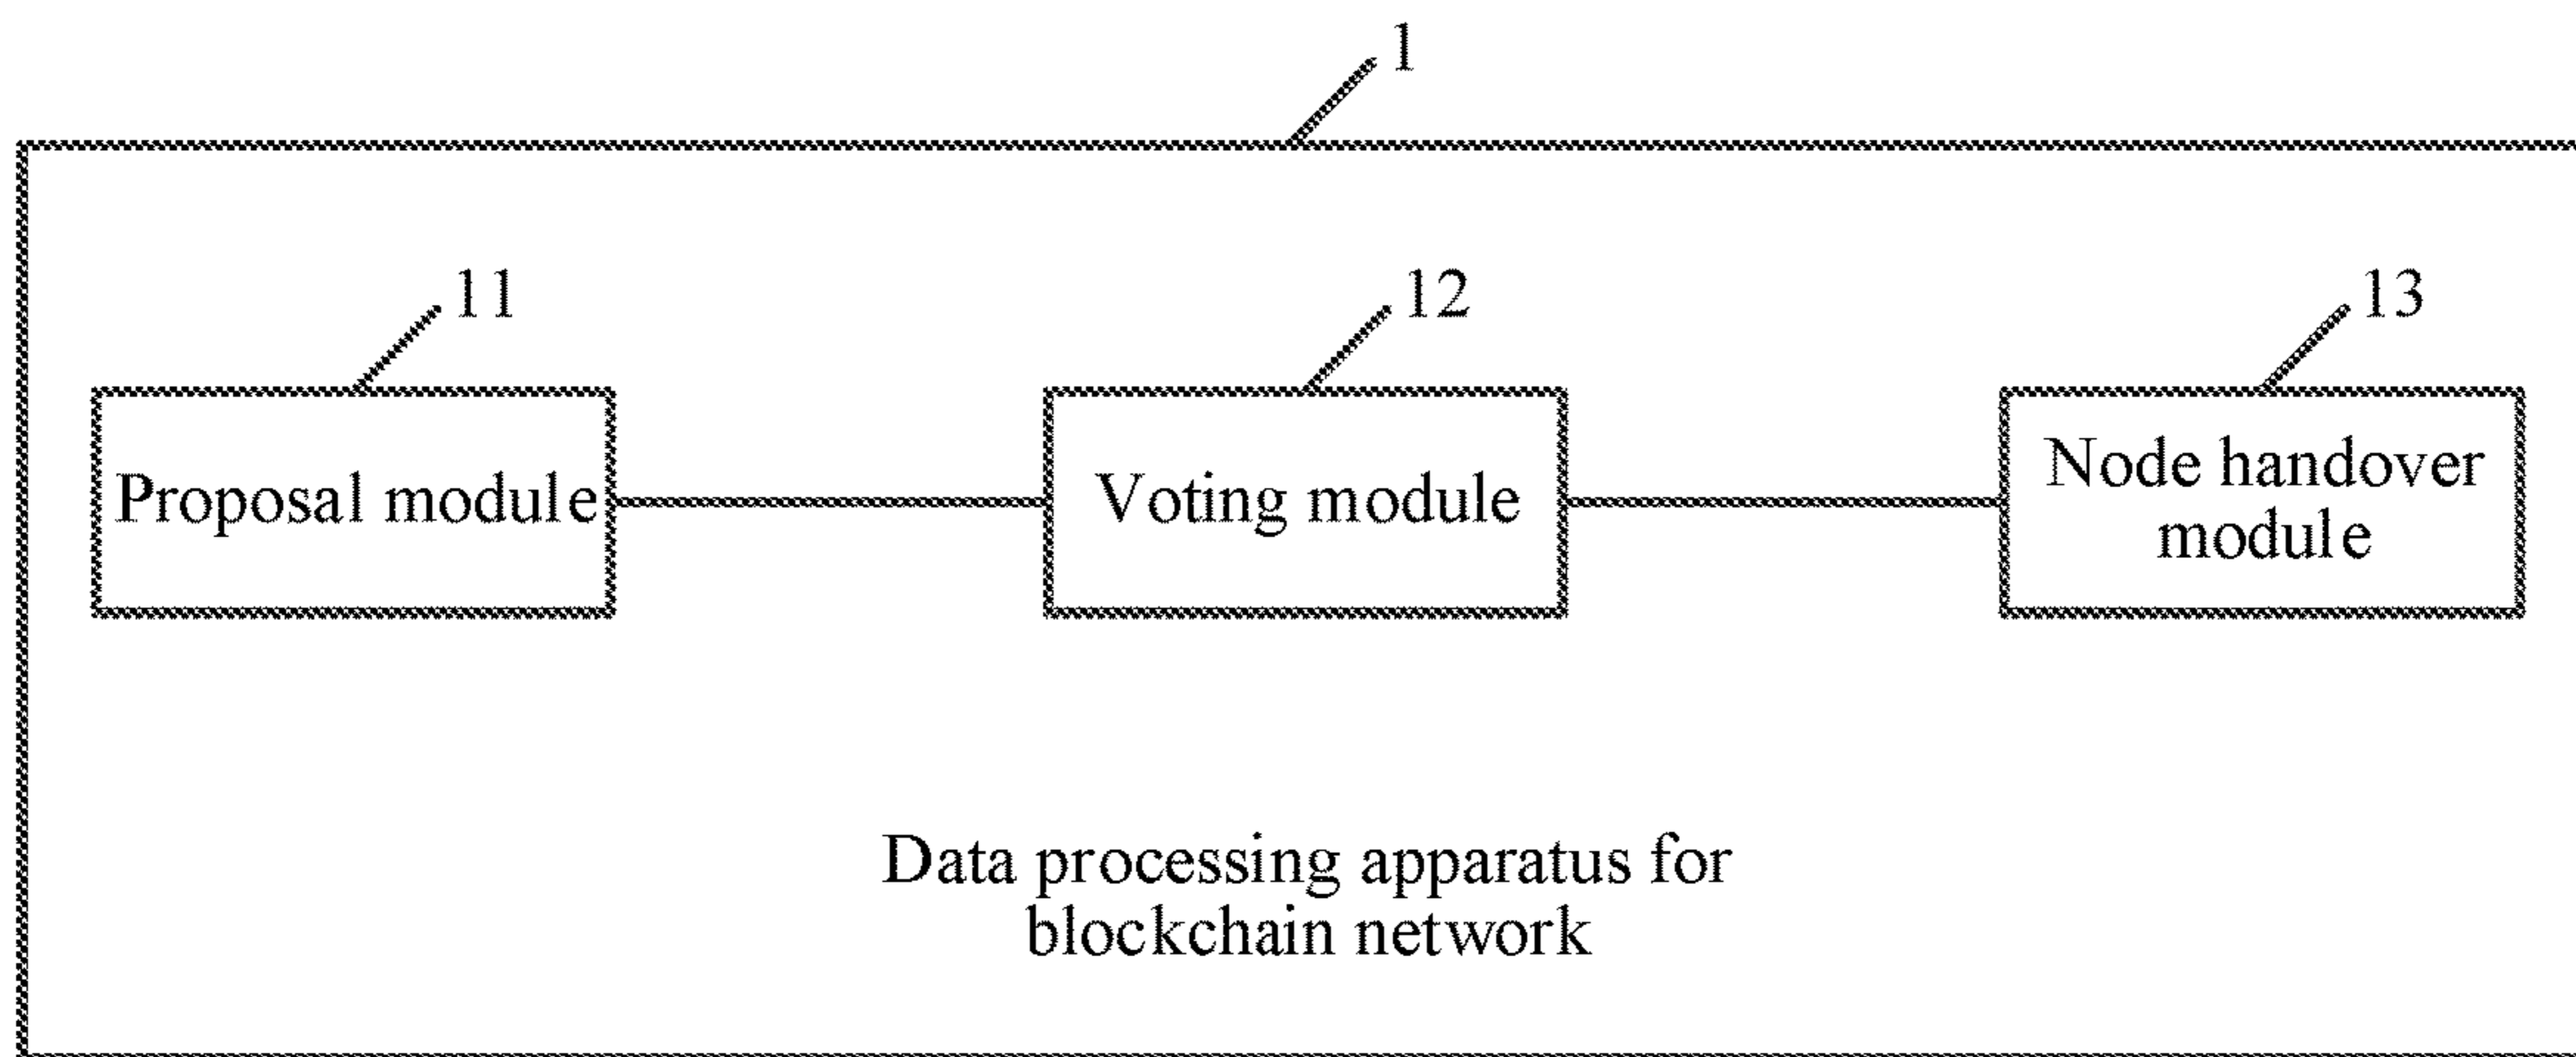 1
11
12
13
Proposal module
Voting module
Node handover
module
Data processing apparatus for
blockchain network